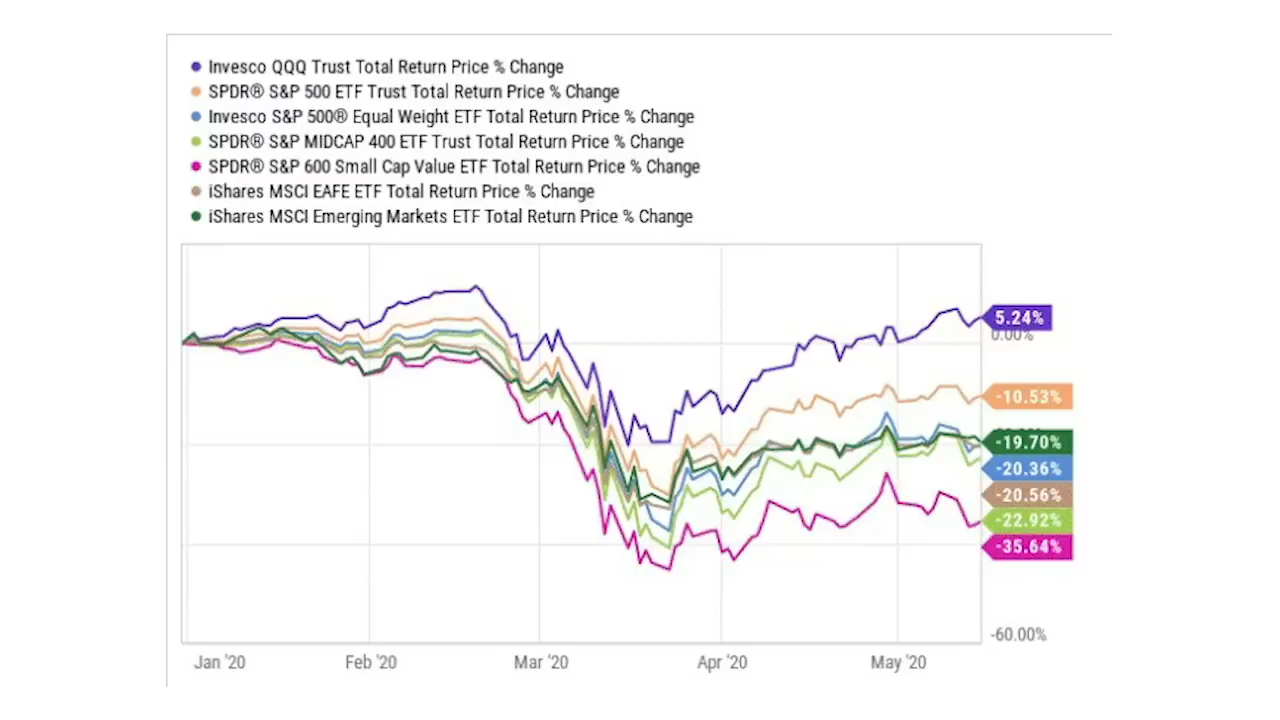 Invesco QQQ Trust Total Return Price % Change
SPDR® S&P 500 ETF Trust Total Return Price % Change
Invesco S&P 500® Equal Weight ETF Total Return Price % Change
SPDR® S&P MIDCAP 400 ETF Trust Total Return Price % Change
SPDR® S&P 600 Small Cap Value ETF Total Return Price % Change
iShares MSCI EAFE ETF Total Return Price % Change
iShares MSCI Emerging Markets ETF Total Return Price % Change
5.24%
0.00%
-10.53%
-19.70%
-20.36%
-20.56%
-22.92%
-35.64%
-60.00%
Jan '20 Feb '20 Mar '20 Apr '20 May '20